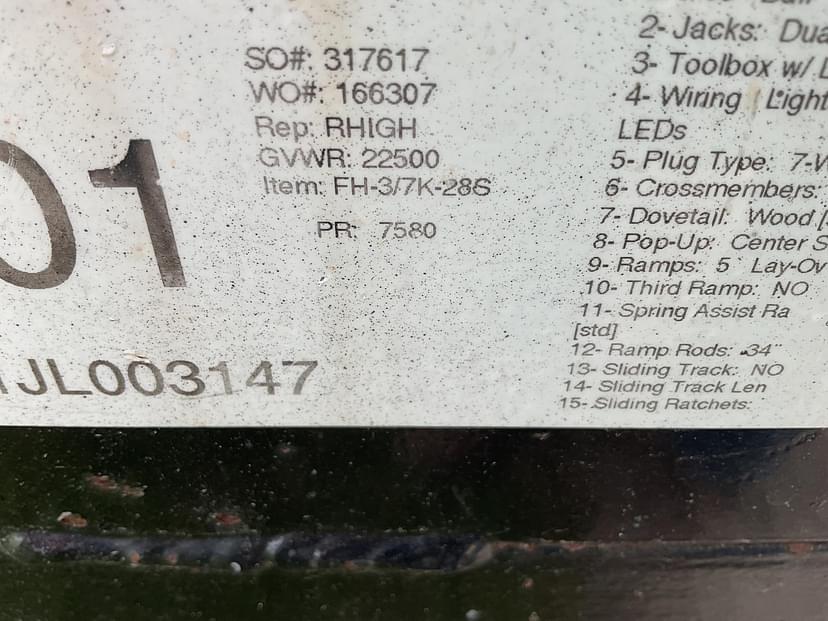 2- Jacks: Dua
SO#: 317617
3- Toolbox w/ L
WO#: 166307
4- Wiring / Light
Rep: RHIGH
LEDs
GVWR: 22500
5- Plug Type: 7-W
Item: FH-3/7K-28S
6- Crossmembers:
01
7- Dovetail: Wood [
PR: 7580
8- Pop-Up: Center S
9- Ramps: 5' Lay-Ov
10- Third Ramp: NO
11- Spring Assist Ra
[std]
12- Ramp Rods: .34"
13- Sliding Track: NO
1JL003147
14- Sliding Track Len
15- Sliding Ratchets: